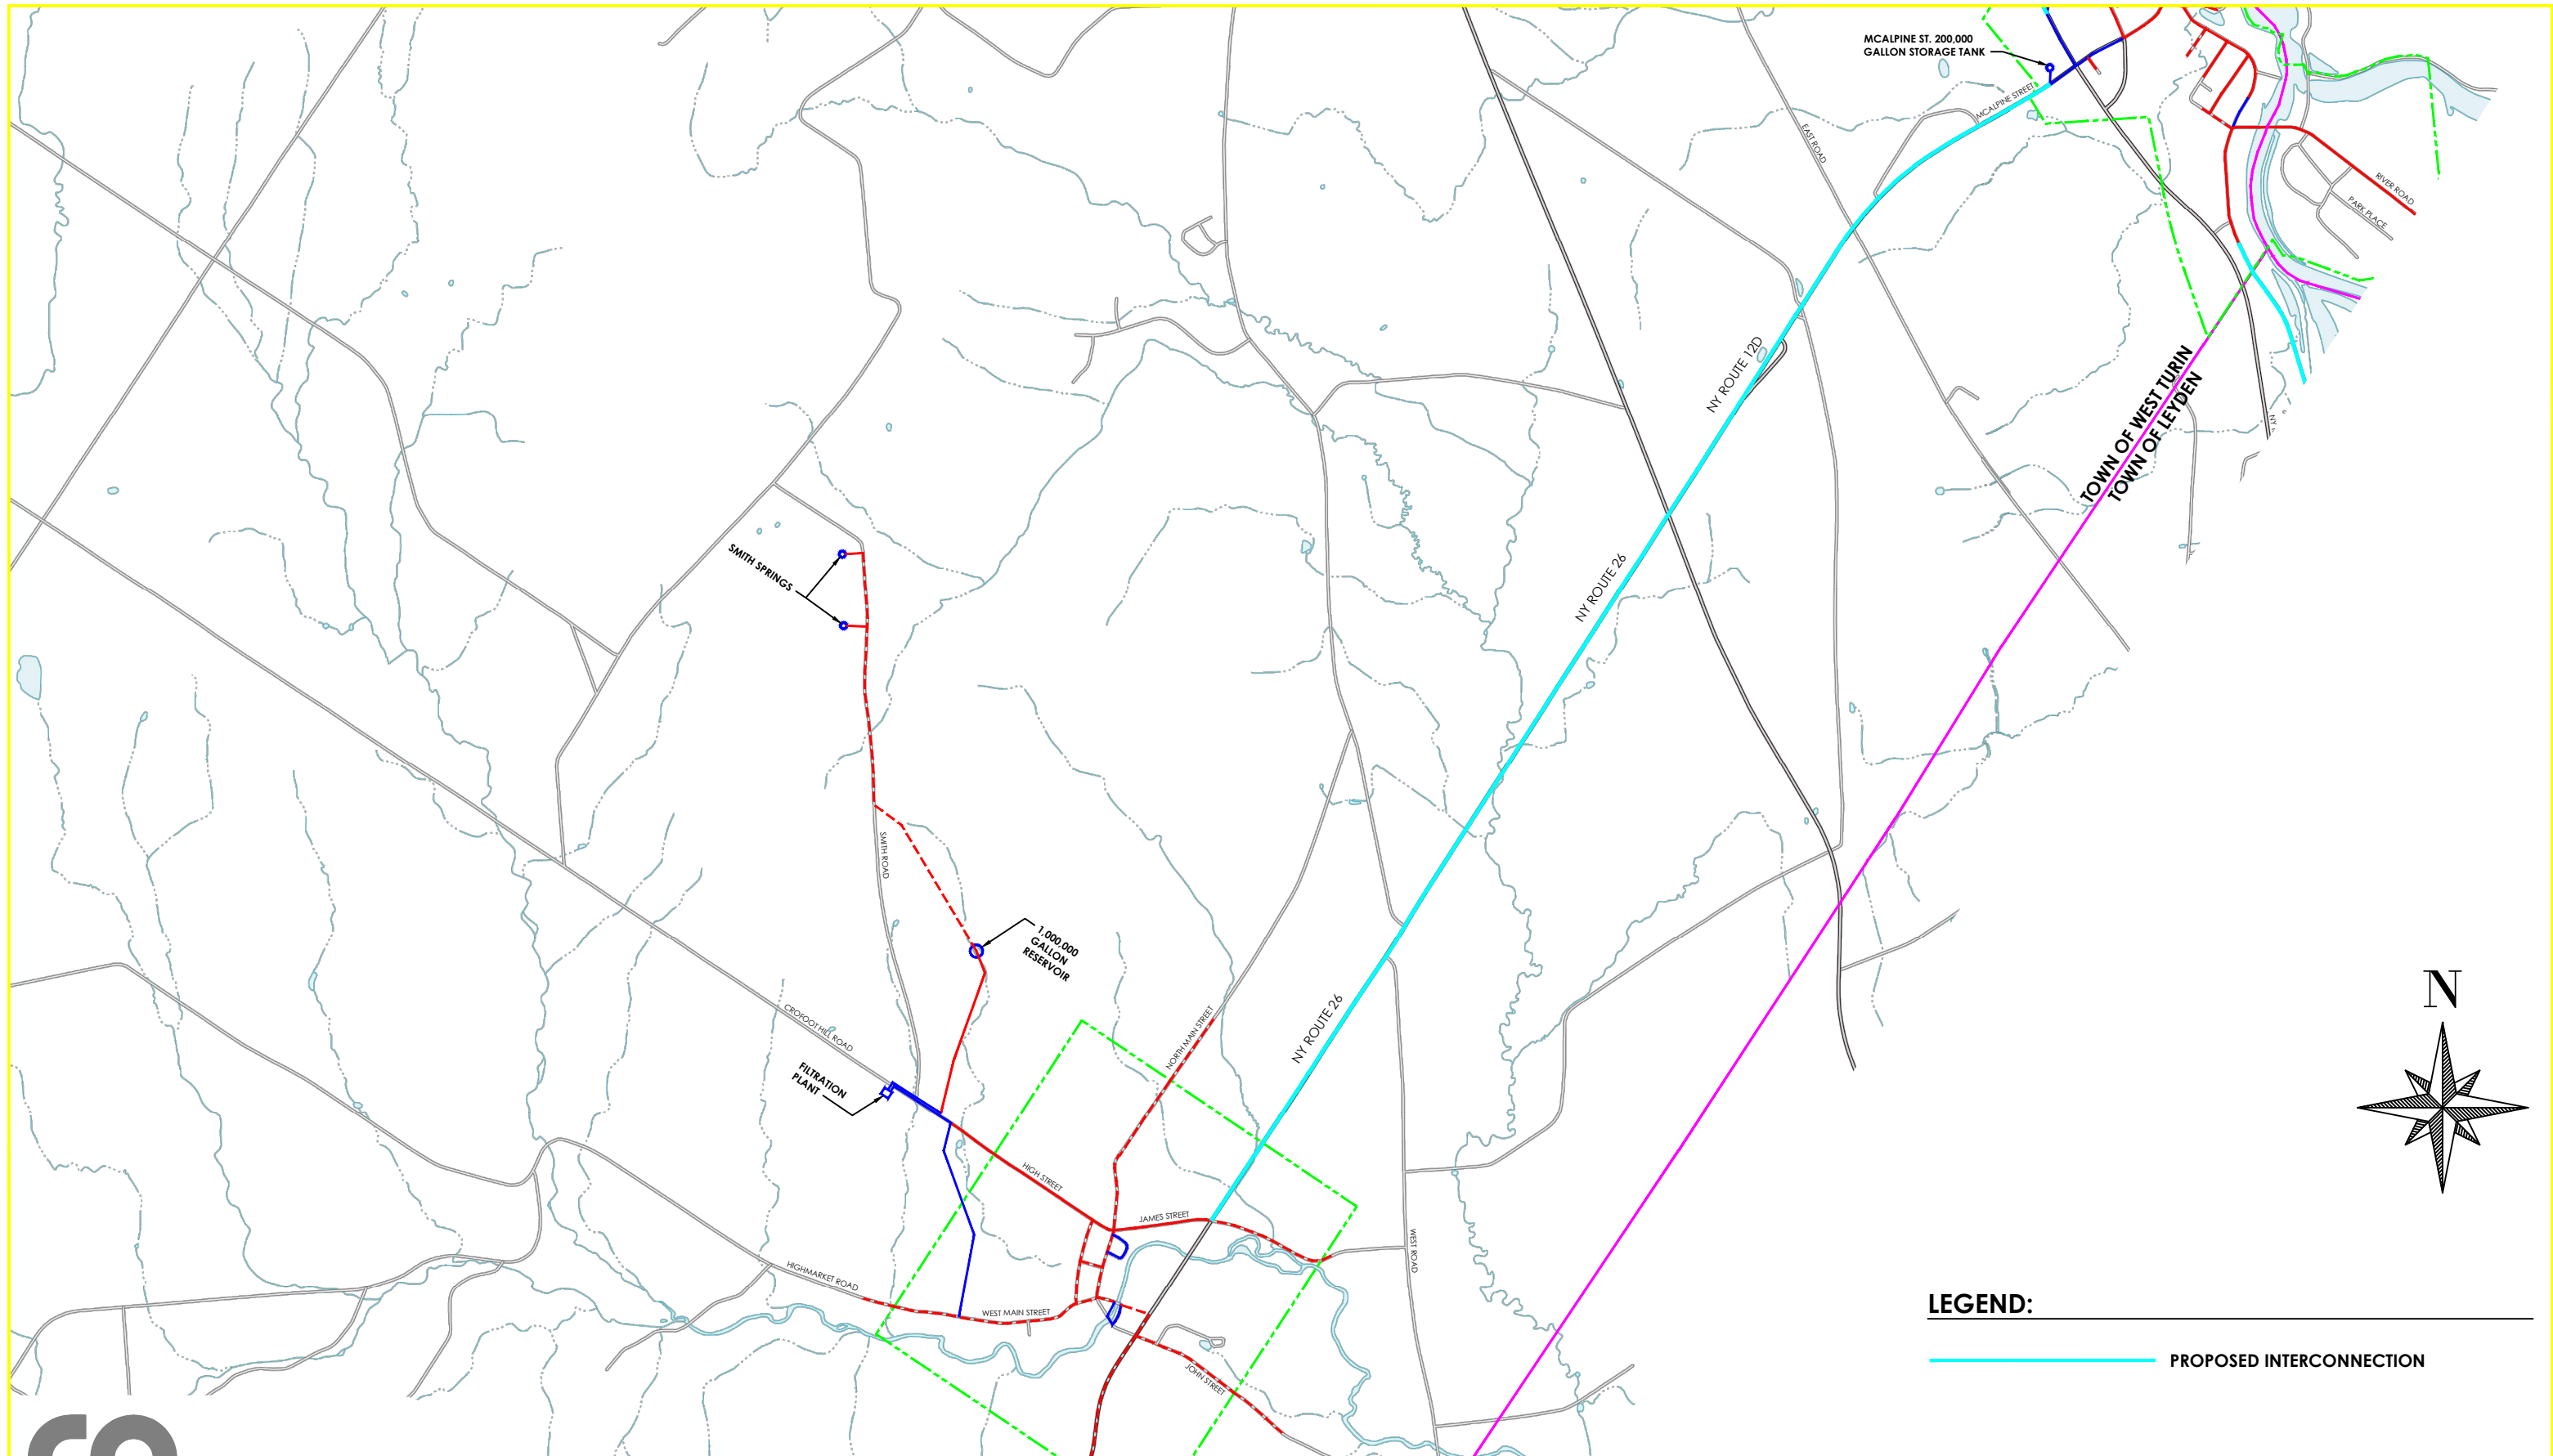 MCALPINE ST. 200,000
GALLON STORAGE TANK
MCALPINE STREET
EAST ROAD
RIVER ROAD
PARK PLACE
NY ROUTE 12D
TOWN OF WEST TURIN
TOWN OF LEYDEN
NY
SMITH SPRINGS
NY ROUTE 26
SMITH ROAD
1,000,000
GALLON
RESERVOIR
N
CROFOOT HILL ROAD
NORTH MAIN STREET
NY ROUTE 26
FILTRATION
PLANT
HIGH STREET
JAMES STREET
WEST ROAD
HIGHMARKET ROAD
WEST MAIN STREET
JOHN STREET
LEGEND:
PROPOSED INTERCONNECTION